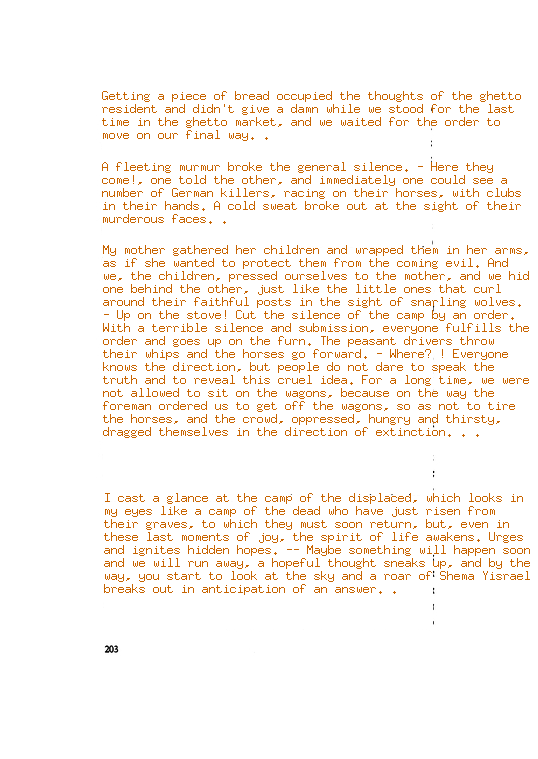 Getting a piece of bread occupied the thoughts of the ghetto
resident and didn't give a damn while we stood for the last
time in the ghetto market, and we waited for the order to
move on our final way. .
A fleeting murmur broke the general silence. - Here they
come!, one told the other, and immediately one could see a
number of German killers, racing on their horses, with clubs
in their hands. A cold sweat broke out at the sight of their
murderous faces. .
My mother gathered her children and wrapped them in her arms,
as if she wanted to protect them from the coming evil. And
we, the children, pressed ourselves to the mother, and we hid
one behind the other, just like the little ones that curl
around their faithful posts in the sight of snarling wolves.
- Up on the stove! Cut the silence of the camp by an order.
With a terrible silence and submission, everyone fulfills the
order and goes up on the furn. The peasant drivers throw
their whips and the horses go forward. - Where? ! Everyone
knows the direction, but people do not dare to speak the
truth and to reveal this cruel idea. For a long time, we were
not allowed to sit on the wagons, because on the way the
foreman ordered us to get off the wagons, so as not to tire
the horses, and the crowd, oppressed, hungry and thirsty,
dragged themselves in the direction of extinction. . .
I cast a glance at the camp of the displaced, which looks in
my eyes like a camp of the dead who have just risen from
their graves, to which they must soon return, but, even in
these last moments of joy, the spirit of life awakens. Urges
and ignites hidden hopes. -- Maybe something will happen soon
and we will run away, a hopeful thought sneaks up, and by the
way, you start to look at the sky and a roar of Shema Yisrael
breaks out in anticipation of an answer. .
203